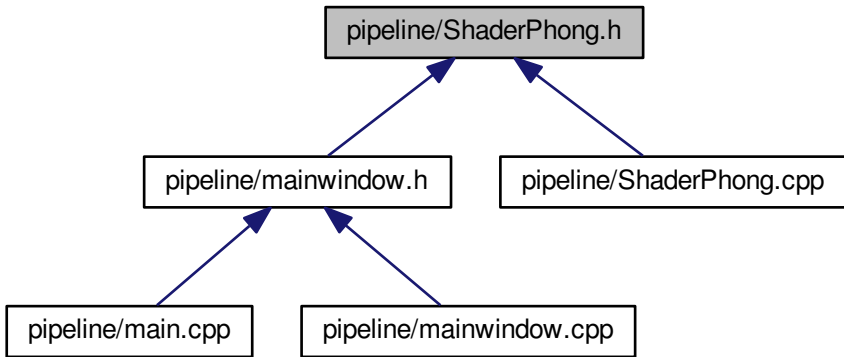 pipeline/ShaderPhong.h
pipeline/mainwindow.h
pipeline/ShaderPhong.cpp
pipeline/main.cpp
pipeline/mainwindow.cpp